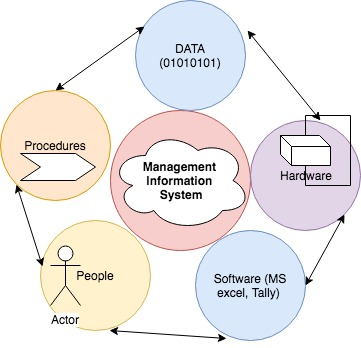 DATA
(01010101)
Procedures
Management
Information
System
Hardware
People
Actor
Software (MS
excel, Tally)